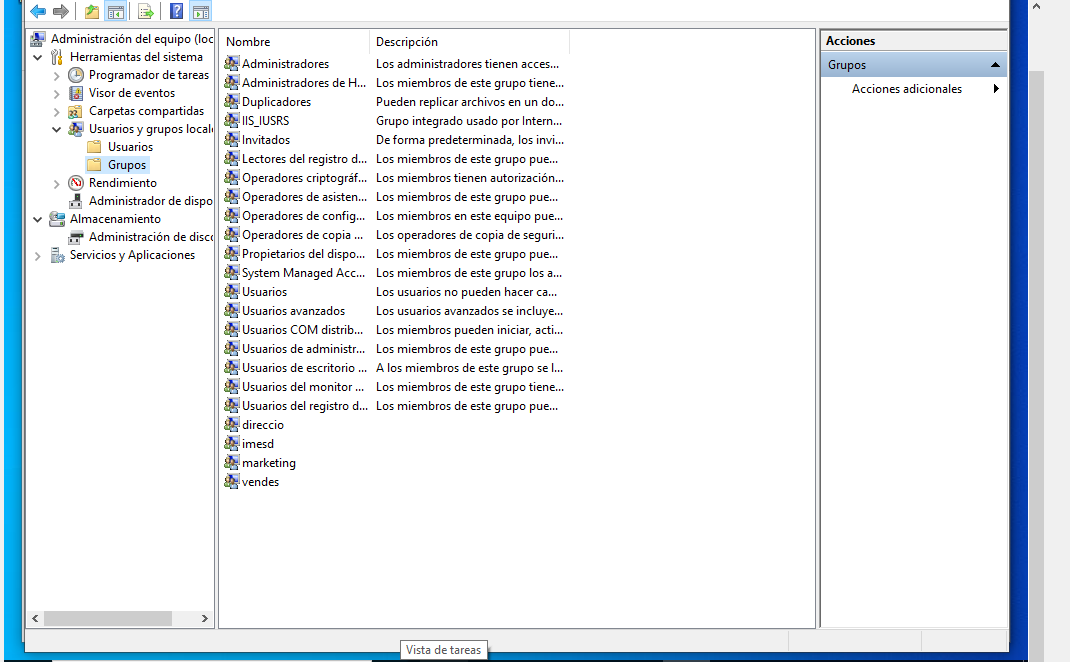 Administración del equipo (loc
Herramientas del sistema
Programador de tareas
Visor de eventos
Carpetas compartidas
Usuarios y grupos local
Usuarios
Grupos
Rendimiento
Administrador de dispo
Almacenamiento
Administración de disc
Servicios y Aplicaciones
Nombre Descripción
Administradores Los administradores tienen acces...
Administradores de H... Los miembros de este grupo tiene...
Duplicadores Pueden replicar archivos en un do...
IIS_IUSRS Grupo integrado usado por Intern...
Invitados De forma predeterminada, los invi...
Lectores del registro d... Los miembros de este grupo pue...
Operadores criptográf... Los miembros tienen autorización...
Operadores de asisten... Los miembros de este grupo pue...
Operadores de config... Los miembros en este equipo pue...
Operadores de copia ... Los operadores de copia de seguri...
Propietarios del dispo... Los miembros de este grupo pue...
System Managed Acc... Los miembros de este grupo los a...
Usuarios Los usuarios no pueden hacer ca...
Usuarios avanzados Los usuarios avanzados se incluye...
Usuarios COM distrib... Los miembros pueden iniciar, acti...
Usuarios de administr... Los miembros de este grupo pue...
Usuarios de escritorio ... A los miembros de este grupo se l...
Usuarios del monitor ... Los miembros de este grupo tiene...
Usuarios del registro d... Los miembros de este grupo pue...
direccio
imesd
marketing
vendes
Acciones
Grupos
Acciones adicionales
Vista de tareas